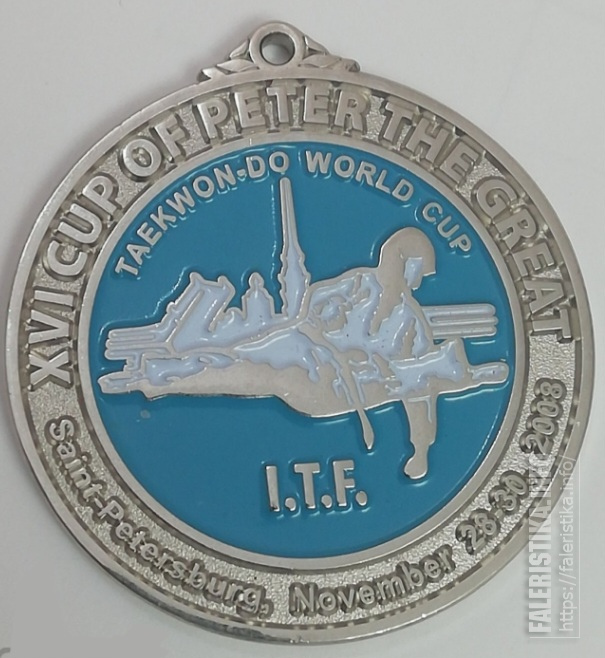 XVI CUP OF PETER THE GREAT
TAEKWON-DO WORLD CUP
I.T.F.
Saint-Petersburg, November 28-30, 2008
FALERISTIKA.INFO
https://faleristika.info